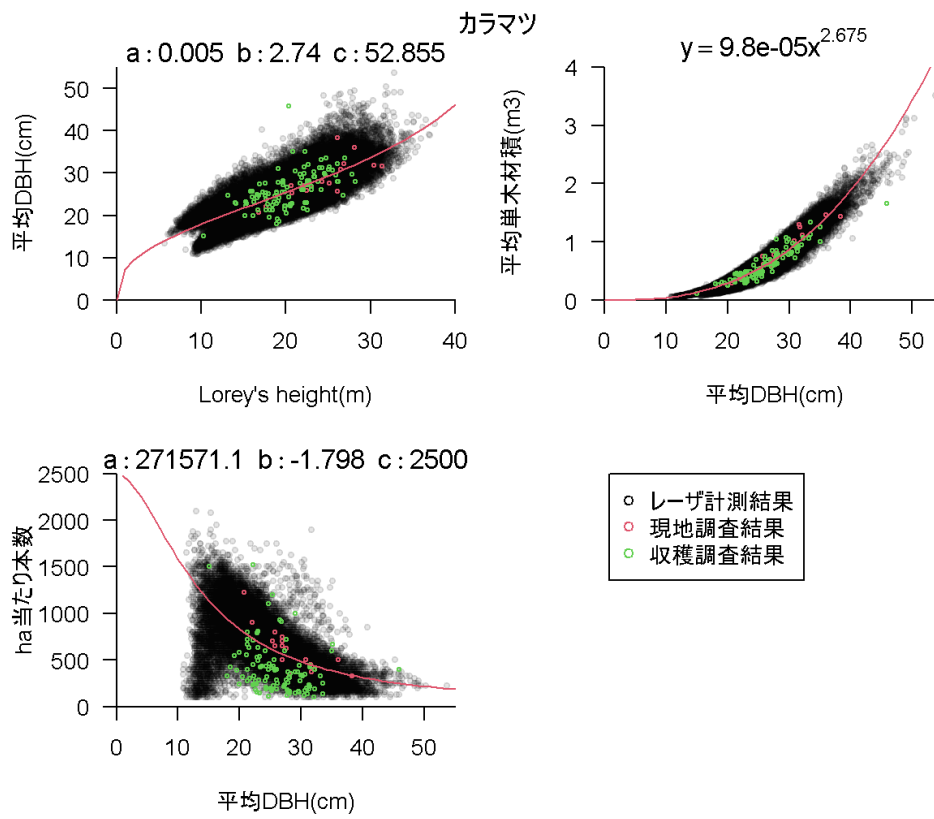 カラマツ
a : 0.005 b : 2.74 c : 52.855
平均DBH(cm)
50
40
30
20
10
0
0 10 20 30 40
Lorey's height(m)
y = 9.8e-05x^2.675
平均単木材積(m3)
4
3
2
1
0
0 10 20 30 40 50
平均DBH(cm)
a : 271571.1 b : -1.798 c : 2500
ha当たり本数
2500
2000
1500
1000
500
0
0 10 20 30 40 50
平均DBH(cm)
レーザ計測結果
現地調査結果
収穫調査結果